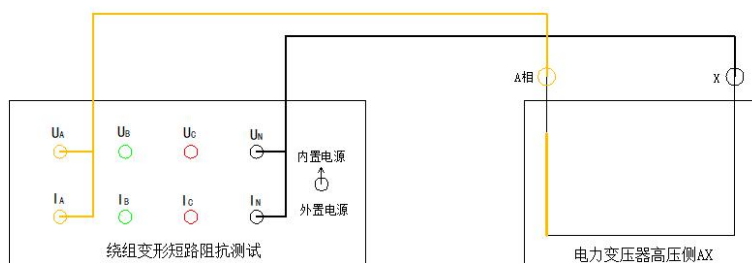 A相 X
UA UB UC UN
内置电源
IA IB IC IN
外置电源
绕组变形短路阻抗测试
电力变压器高压侧AX